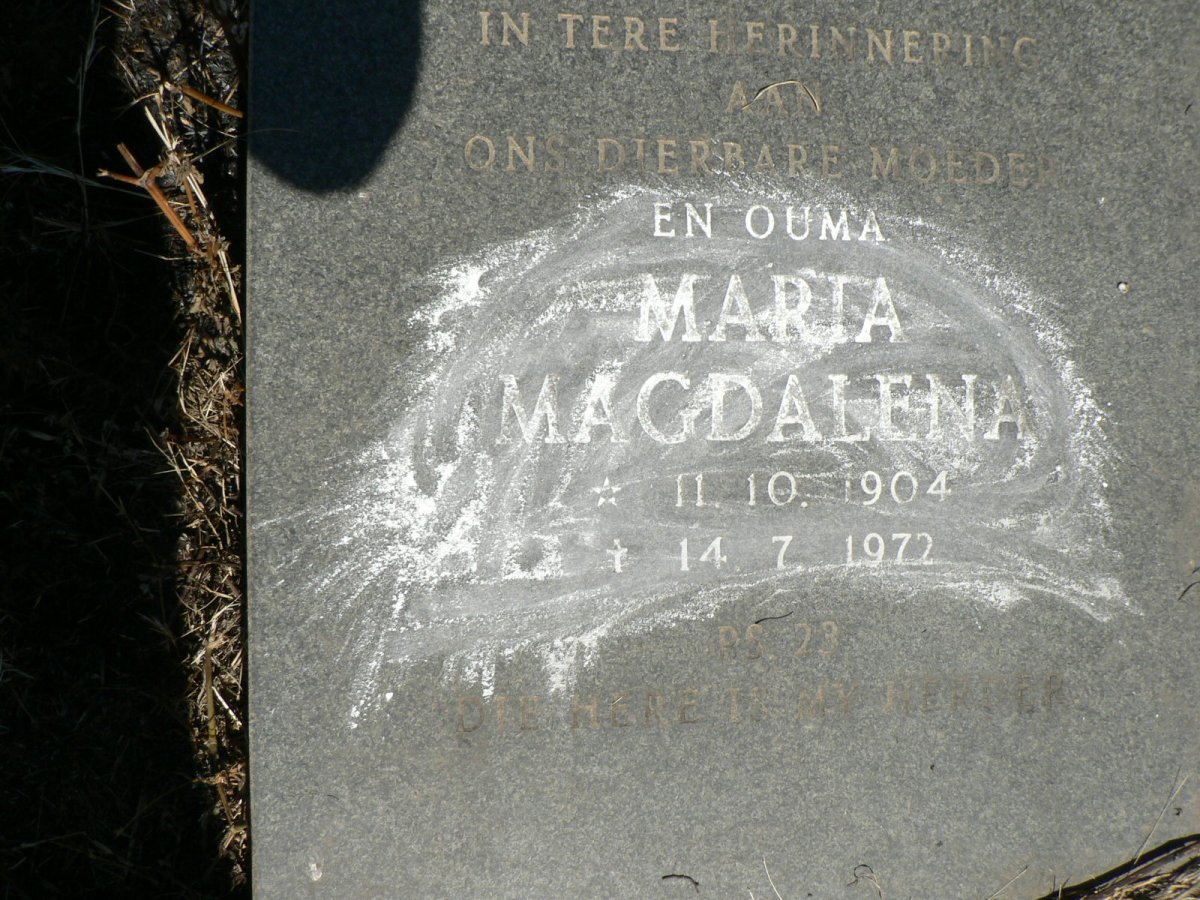 IN TERE HERINNERING
AAN
ONS DIERBARE MOEDER
EN OUMA
MARIA
MAGDALENA
☆ 11. 10. 1904
† 14. 7. 1972
PS. 23
DIE HERE IS MY HERDER